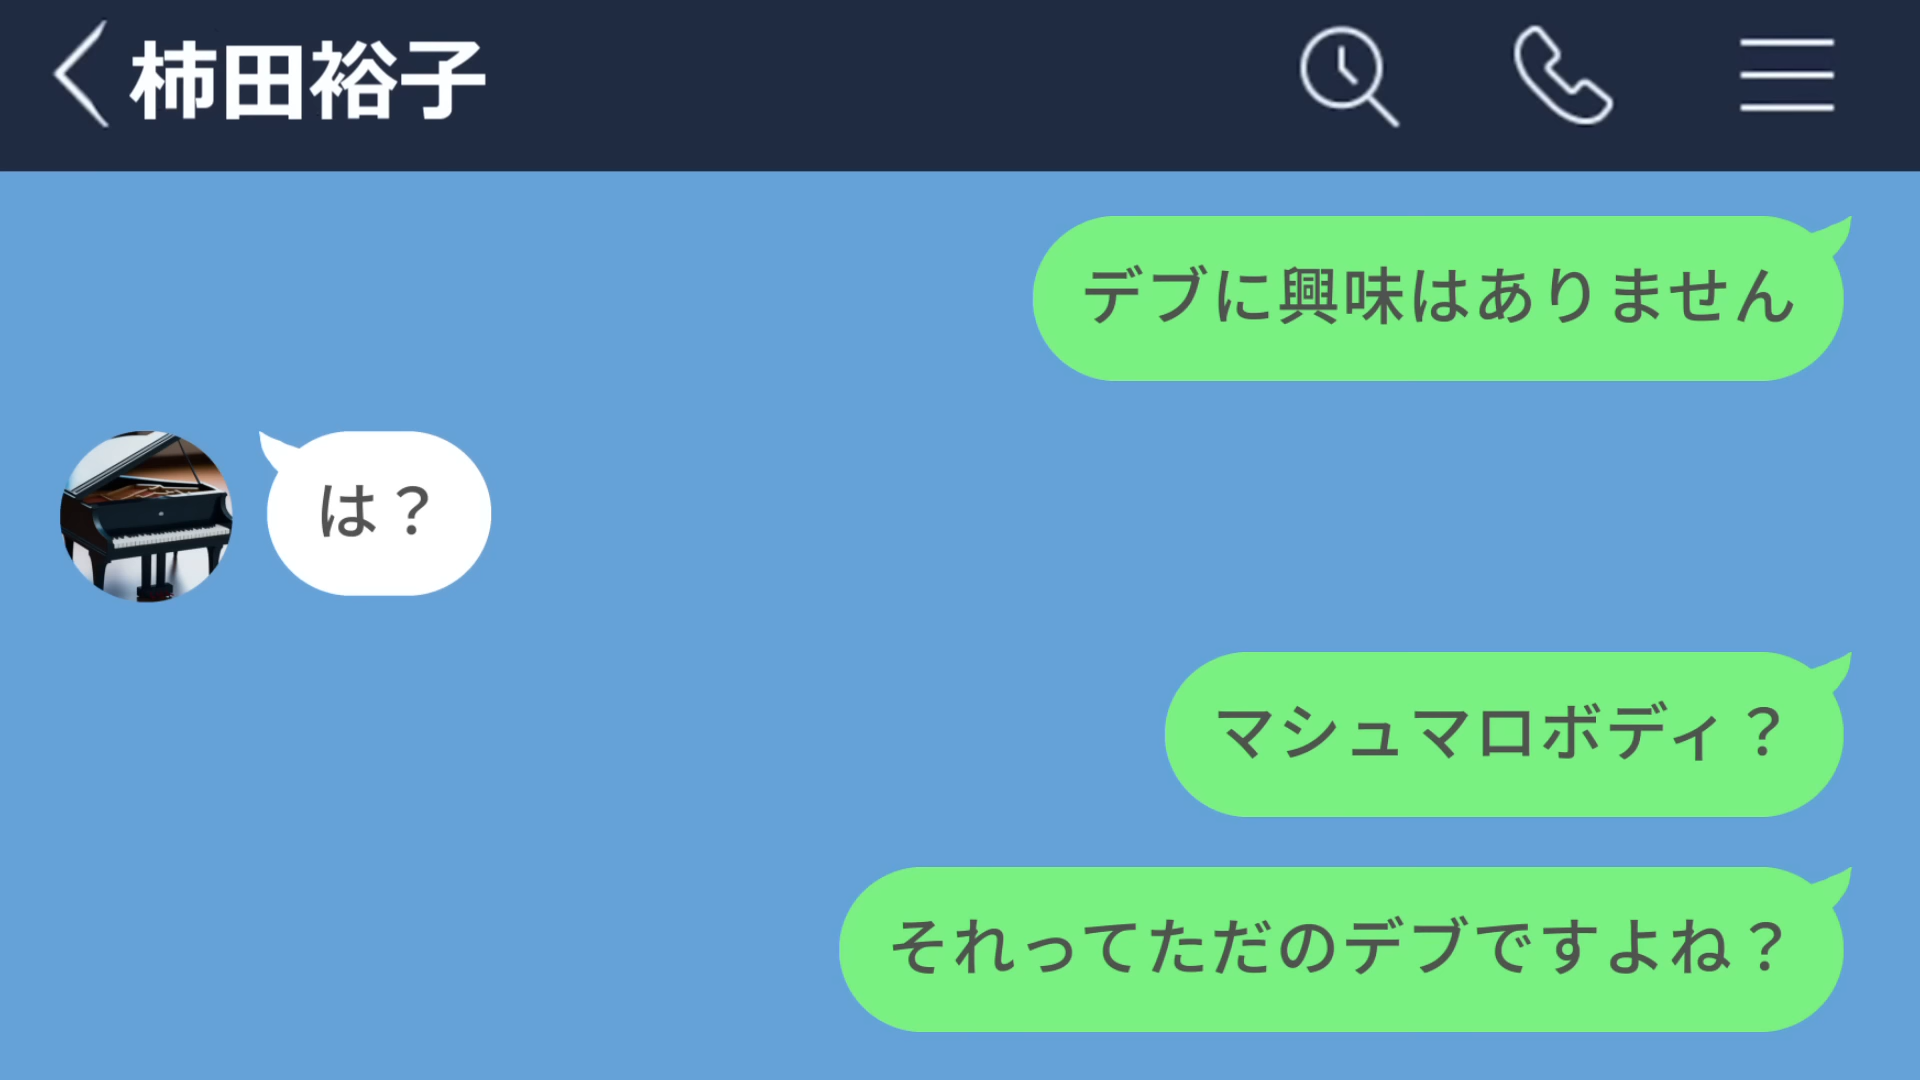 柿田裕子
デブに興味はありません
は？
マシュマロボディ？
それってただのデブですよね？